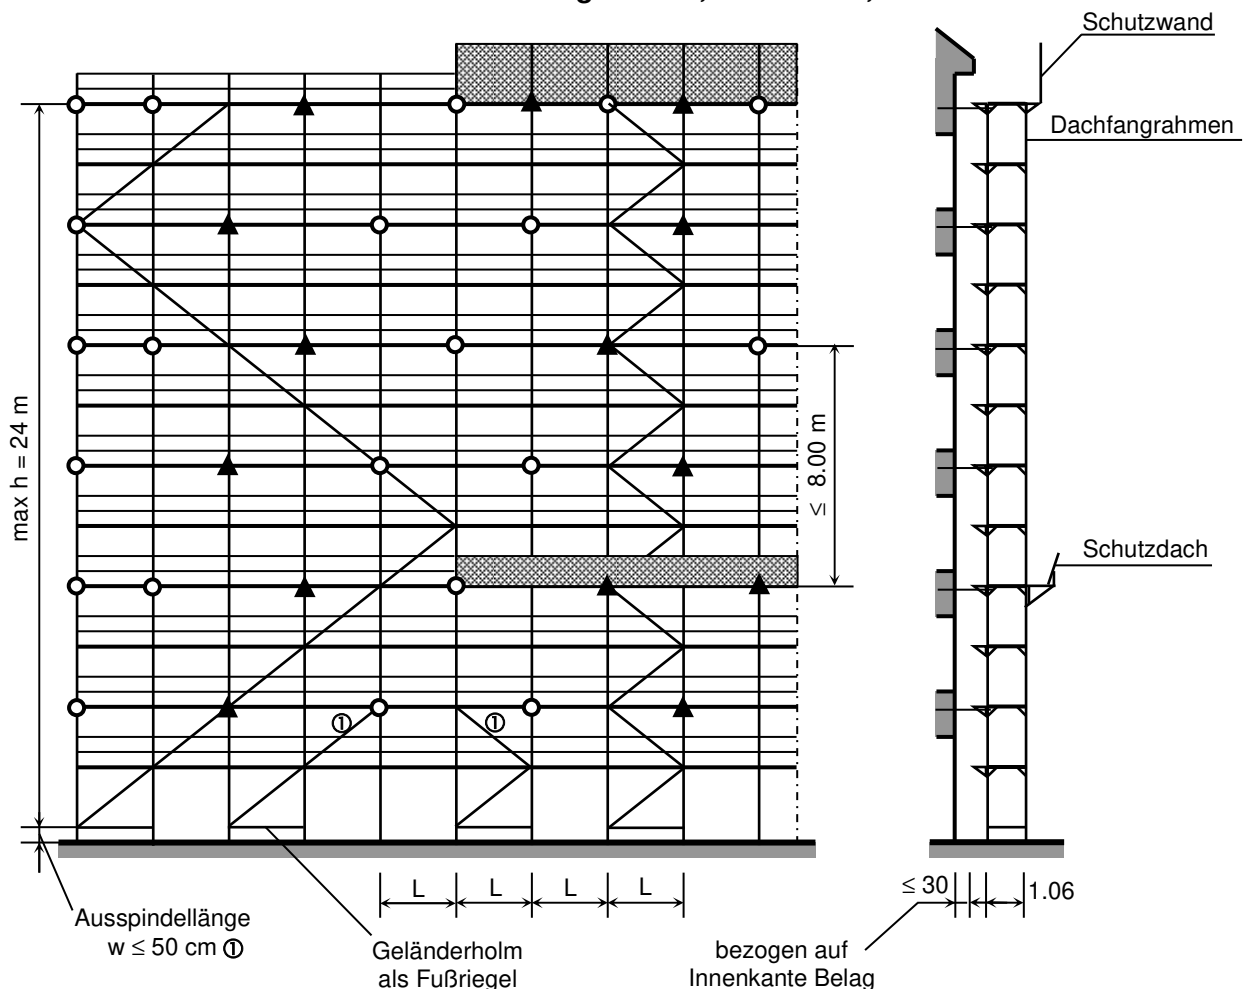 Schutzwand
Dachfangrahmen
max h = 24 m
≤ 8.00 m
Schutzdach
① ①
L L L L
≤ 30 1.06
Ausspindellänge
w ≤ 50 cm ①
Geländerholm
als Fußriegel
bezogen auf
Innenkante Belag